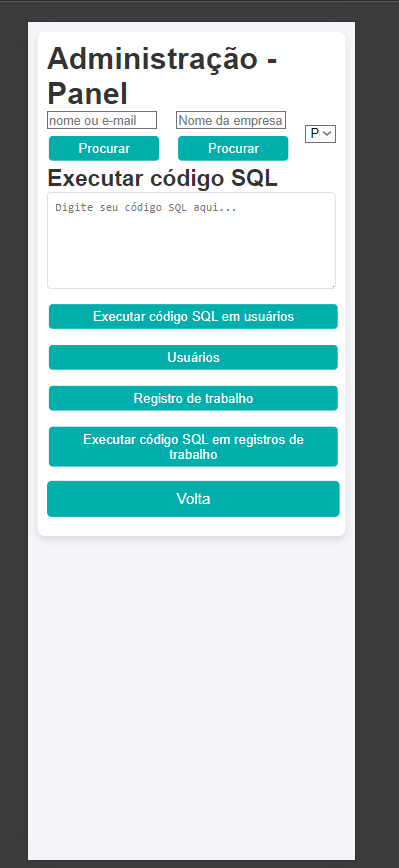 Administração -
Panel
nome ou e-mail
Nome da empresa
P
Procurar
Procurar
Executar código SQL
Digite seu código SQL aqui...
Executar código SQL em usuários
Usuários
Registro de trabalho
Executar código SQL em registros de
trabalho
Volta